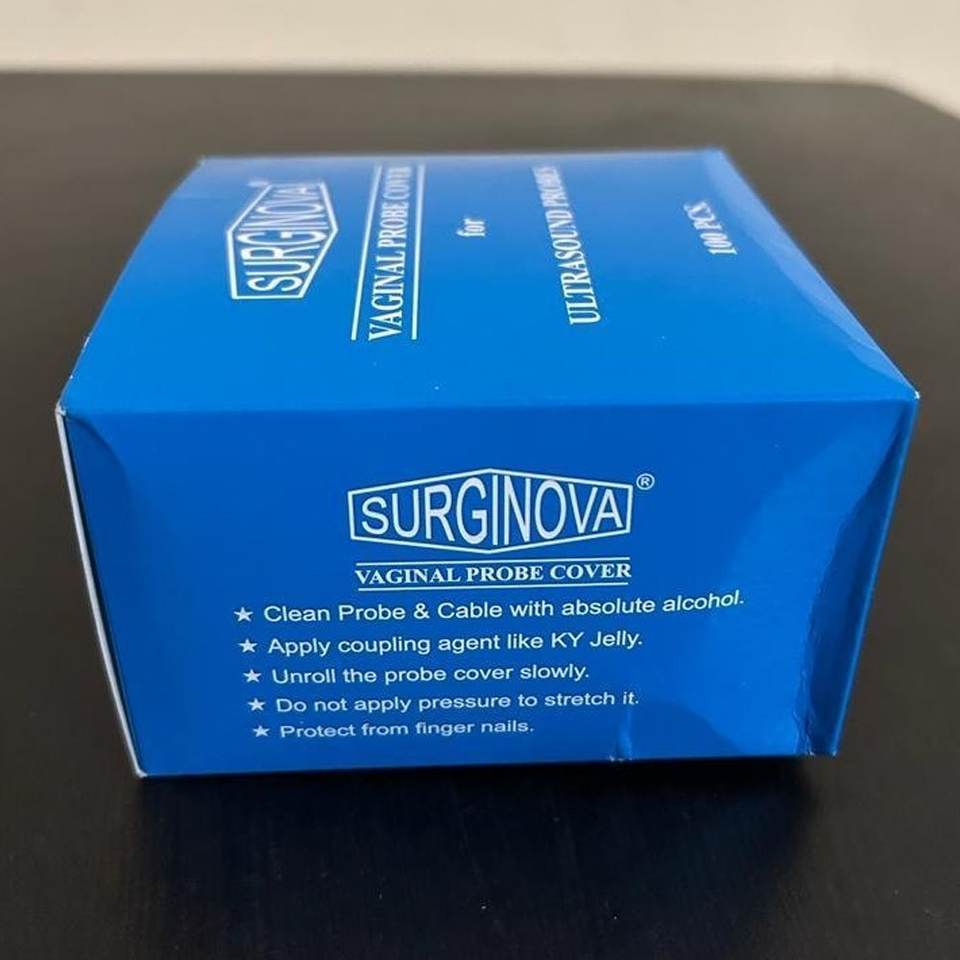 SURGINOVA®
VAGINAL PROBE COVER
for
ULTRASOUND PROBES
100 PCS.
SURGINOVA®
VAGINAL PROBE COVER
★ Clean Probe & Cable with absolute alcohol.
★ Apply coupling agent like KY Jelly.
★ Unroll the probe cover slowly.
★ Do not apply pressure to stretch it.
★ Protect from finger nails.